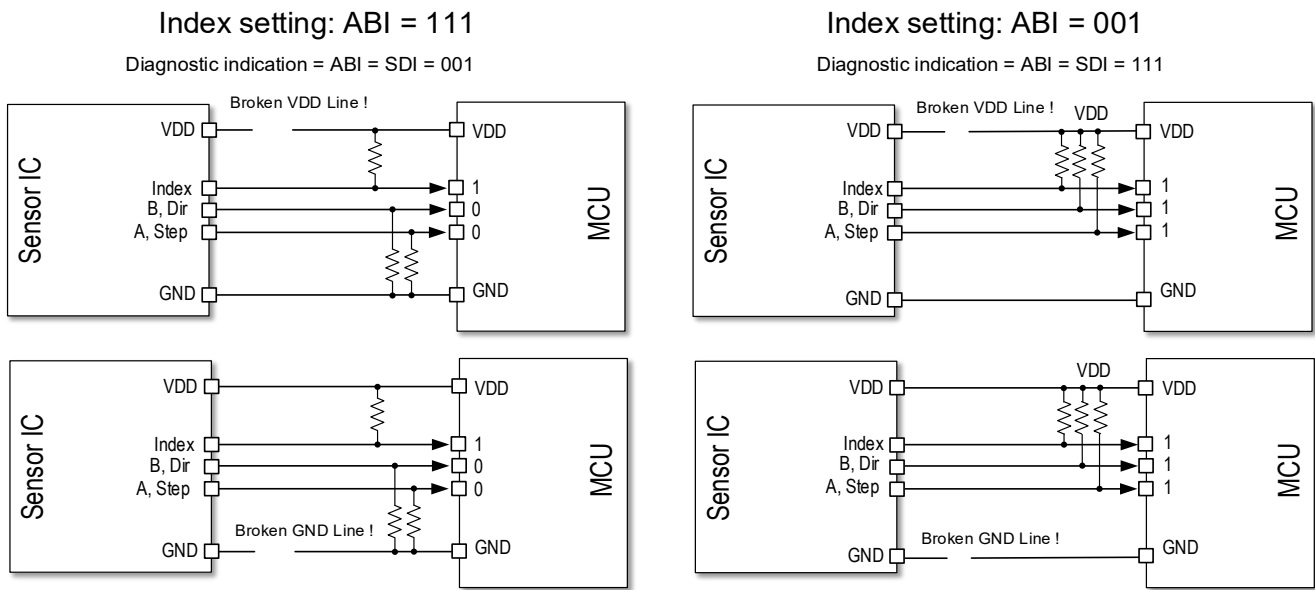 Index setting: ABI = 111
Diagnostic indication = ABI = SDI = 001
Broken VDD Line !
VDD
VDD
Sensor IC
Index
1
B, Dir
0
A, Step
0
MCU
GND
GND
VDD
VDD
Sensor IC
Index
1
B, Dir
0
A, Step
0
MCU
Broken GND Line !
GND
GND
Index setting: ABI = 001
Diagnostic indication = ABI = SDI = 111
Broken VDD Line !
VDD
VDD
VDD
Sensor IC
Index
1
B, Dir
1
A, Step
1
MCU
GND
GND
VDD
VDD
VDD
Sensor IC
Index
1
B, Dir
1
A, Step
1
MCU
Broken GND Line !
GND
GND